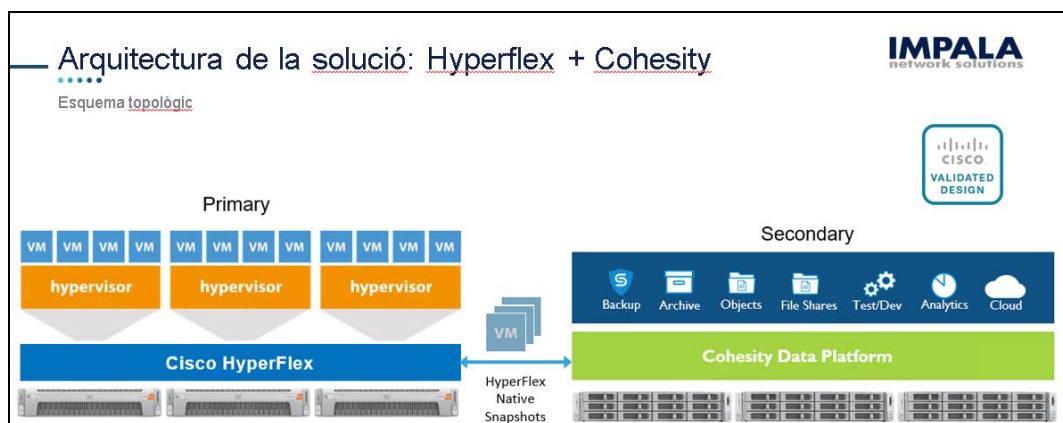 Arquitectura de la solució: Hyperflex + Cohesity
IMPALA
network solutions
Esquema topològic
CISCO
VALIDATED
DESIGN
Primary
VM VM VM VM VM VM VM VM VM VM VM VM
hypervisor hypervisor hypervisor
Cisco HyperFlex
VM
HyperFlex
Native
Snapshots
Secondary
Backup Archive Objects File Shares Test/Dev Analytics Cloud
Cohesity Data Platform